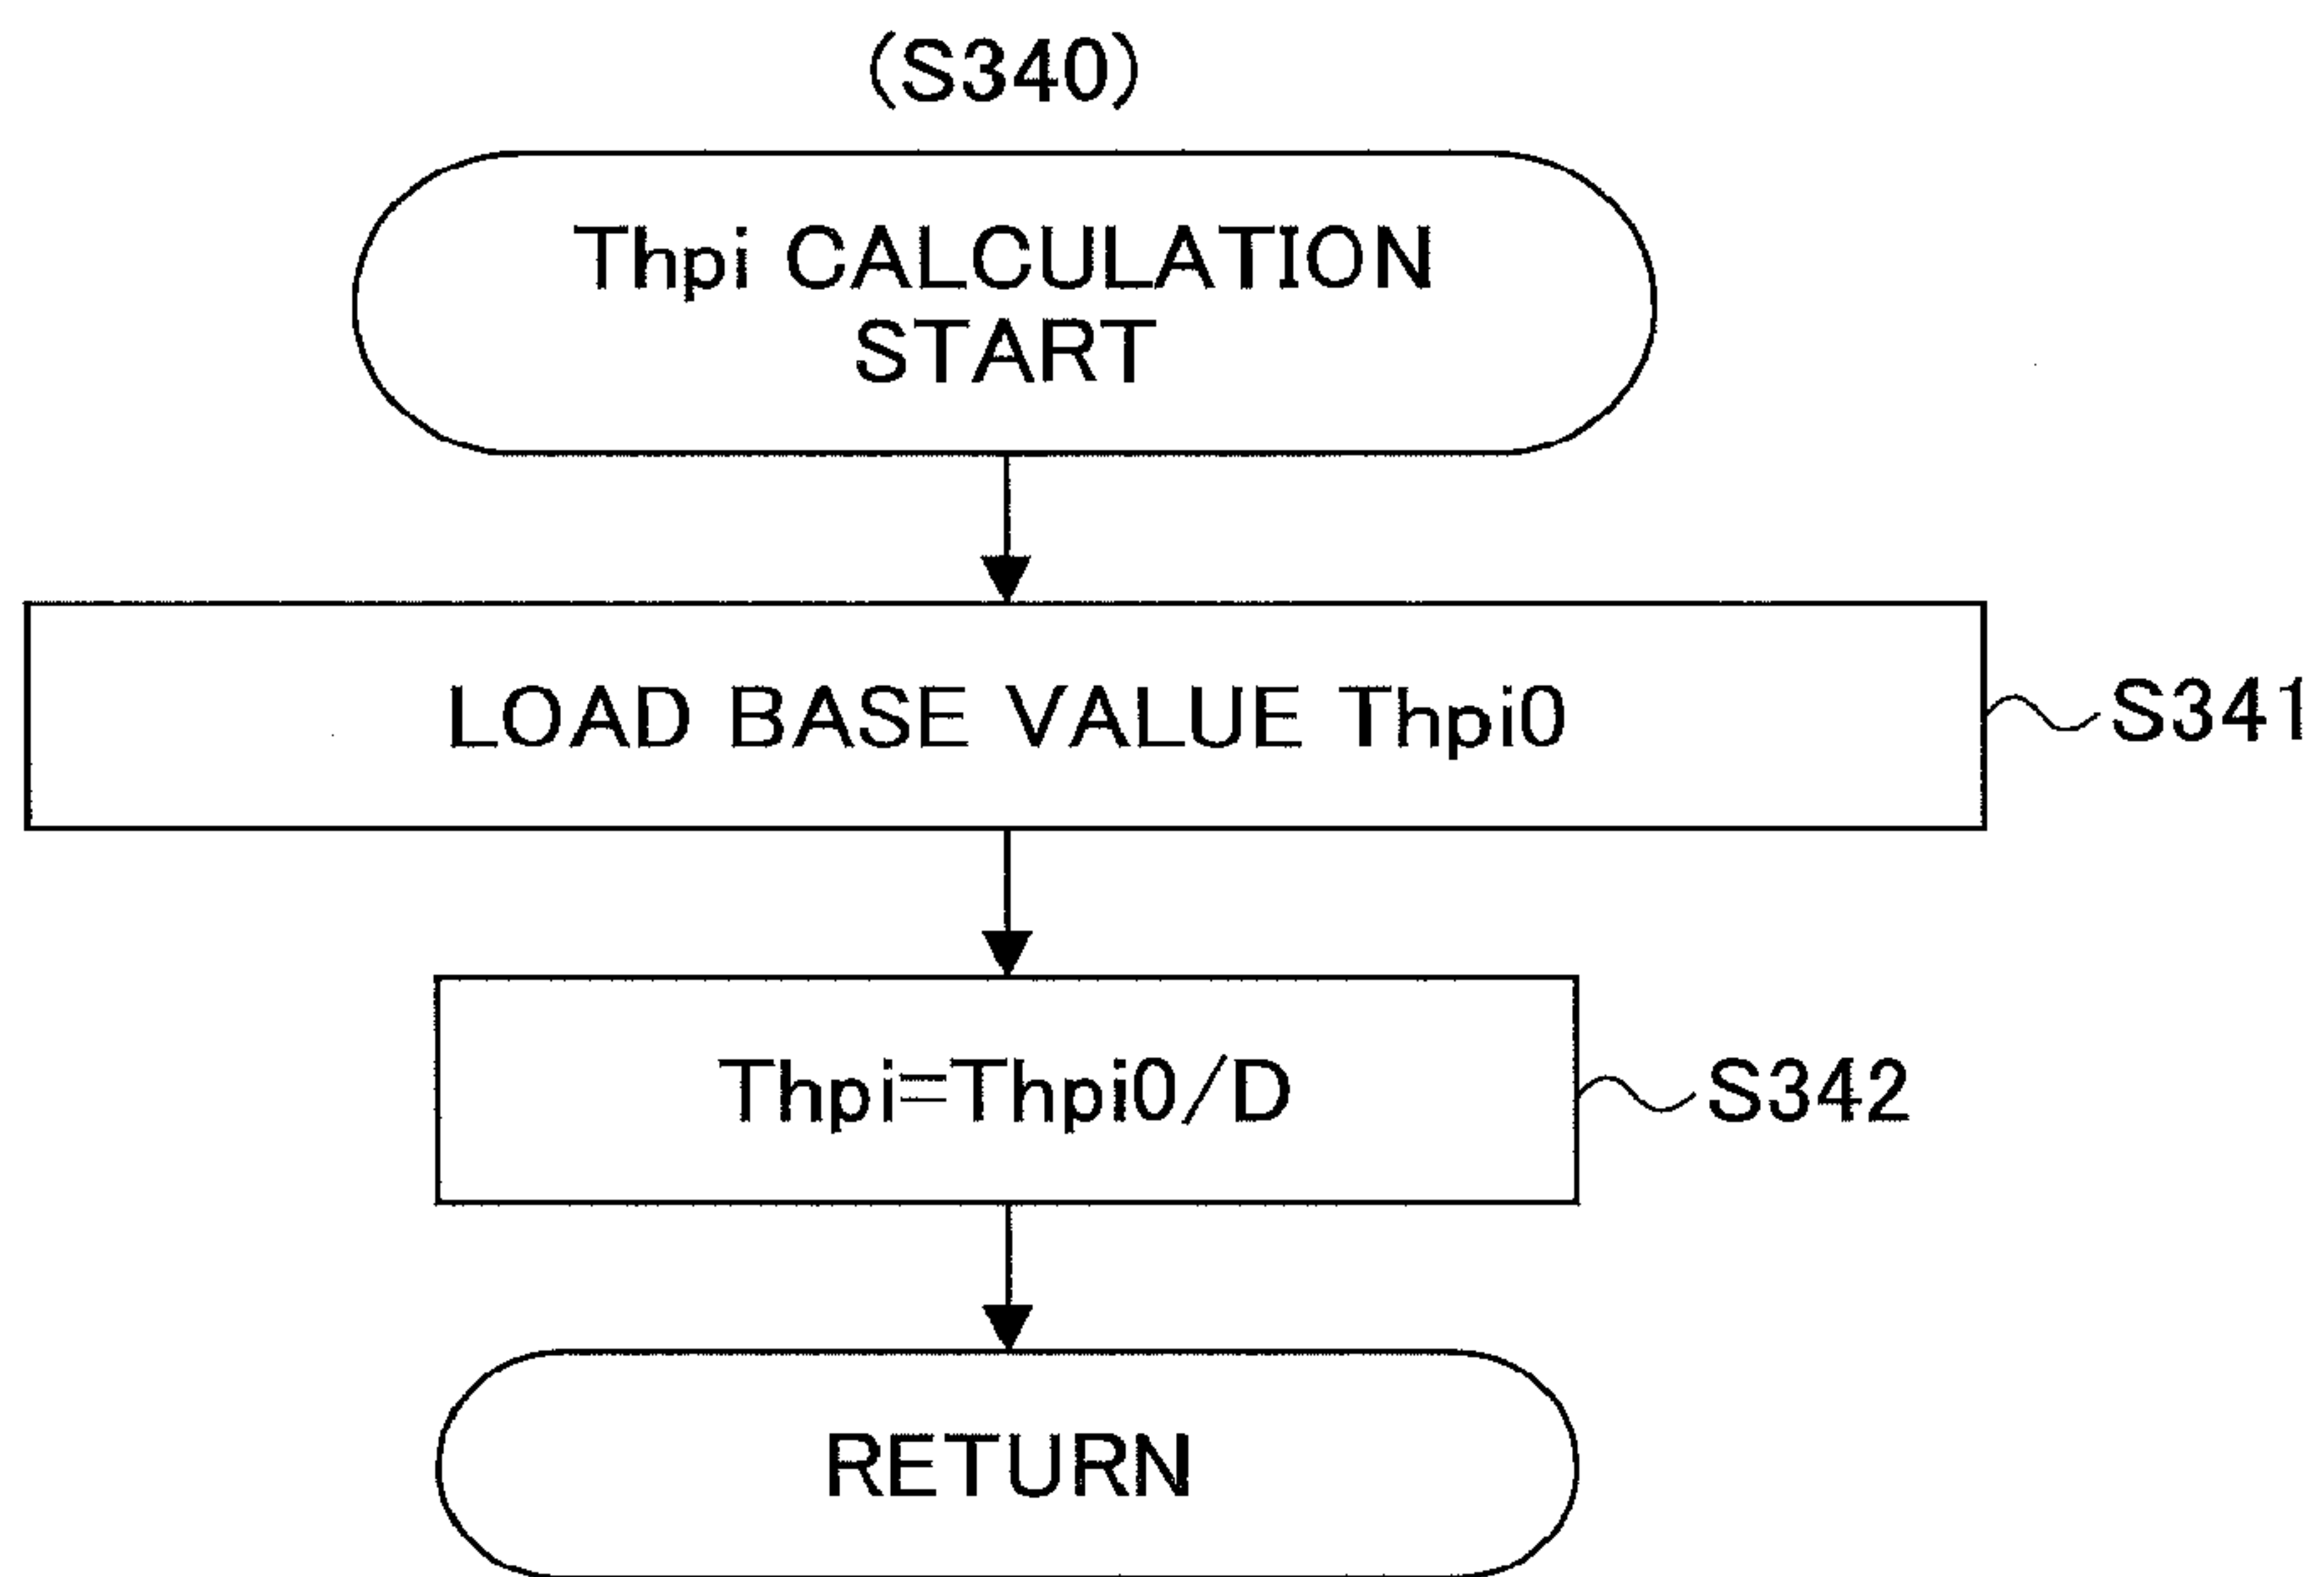 (S340)
Thpi CALCULATION
START
LOAD BASE VALUE Thpi0
S341
Thpi=Thpi0/D
S342
RETURN